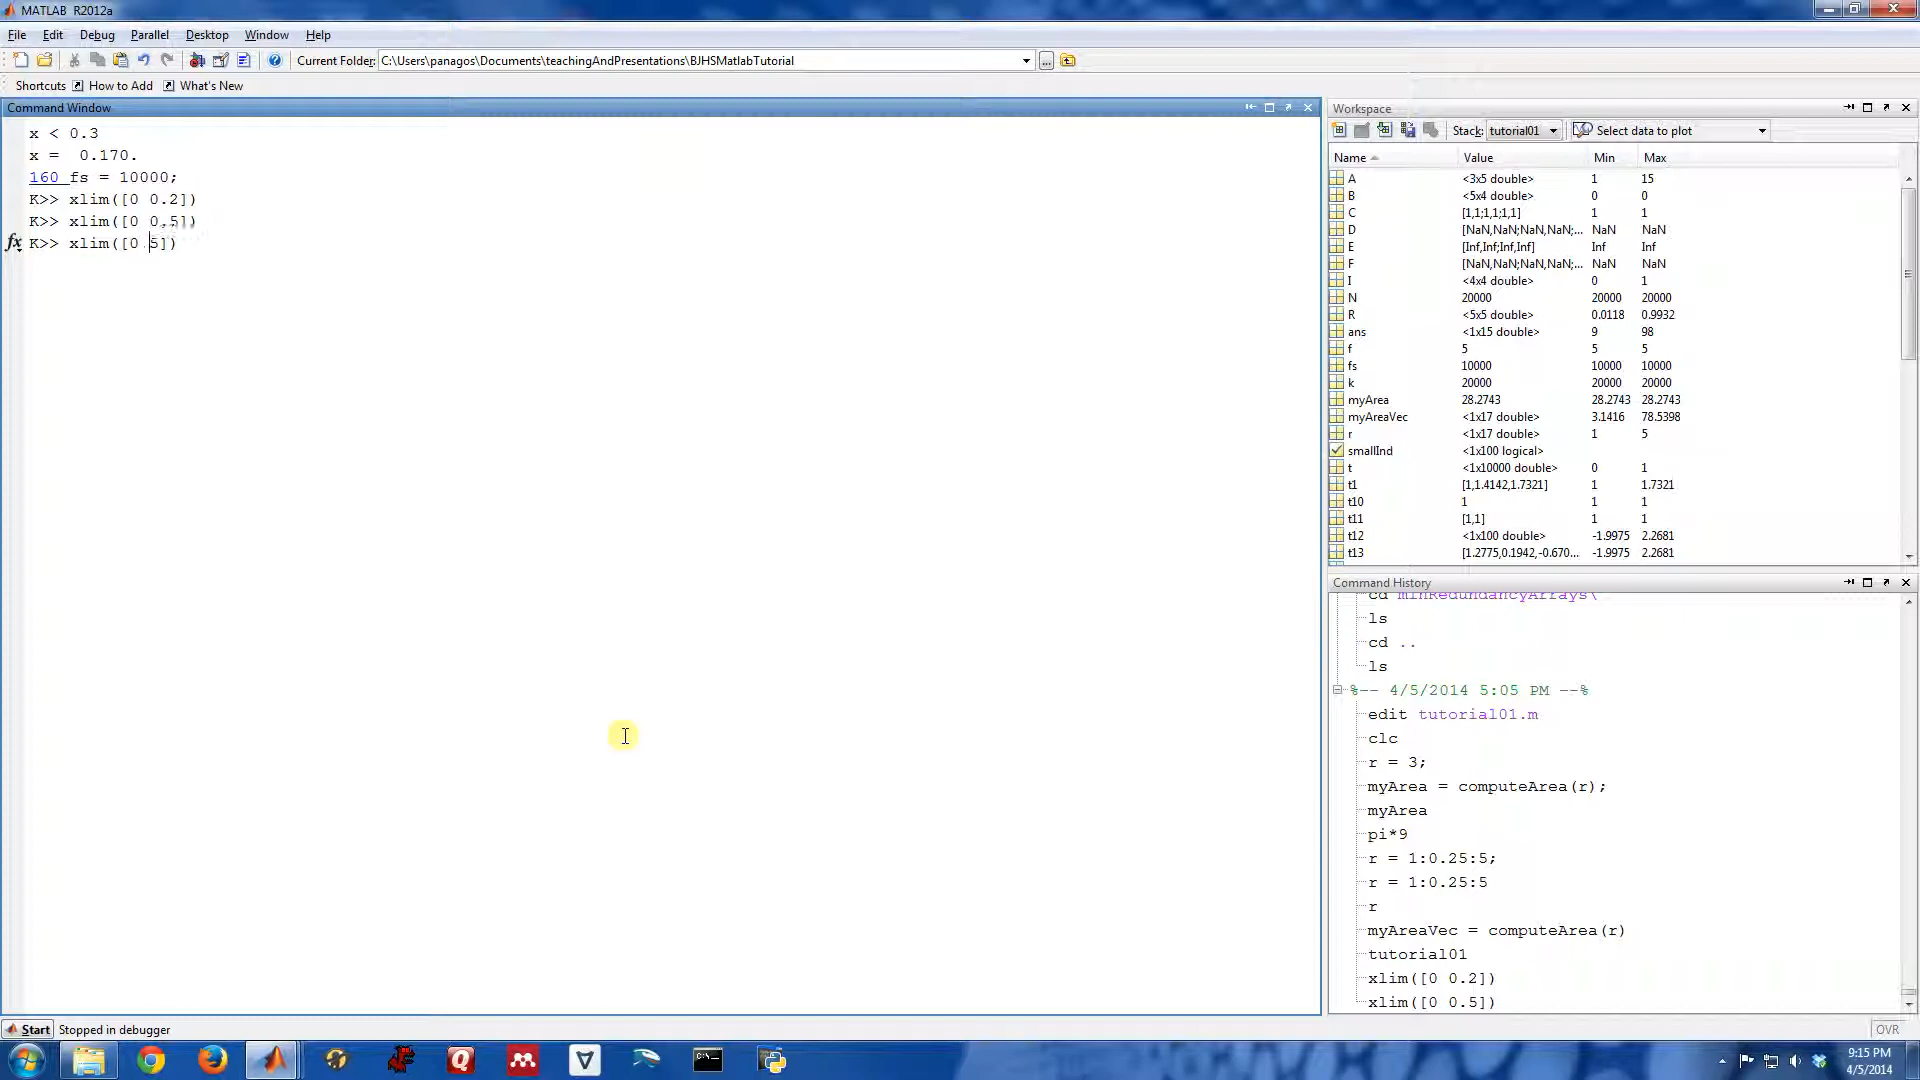 MATLAB R2012a
File Edit Debug Parallel Desktop Window Help
Current Folder: C:\Users\panagos\Documents\teachingAndPresentations\BJHSMatlabTutorial
Shortcuts How to Add What's New
Command Window
x < 0.3
x = 0.170.
160 fs = 10000;
K>> xlim([0 0.2])
K>> xlim([0 0.5])
fx K>> xlim([0 5])
Workspace
Stack: tutorial01 Select data to plot
Name Value Min Max
A <3x5 double> 1 15
B <5x4 double> 0 0
C [1,1;1,1;1,1] 1 1
D [NaN,NaN;NaN,NaN;... NaN NaN
E [Inf,Inf;Inf,Inf] Inf Inf
F [NaN,NaN;NaN,NaN;... NaN NaN
I <4x4 double> 0 1
N 20000 20000 20000
R <5x5 double> 0.0118 0.9932
ans <1x15 double> 9 98
f 5 5 5
fs 10000 10000 10000
k 20000 20000 20000
myArea 28.2743 28.2743 28.2743
myAreaVec <1x17 double> 3.1416 78.5398
r <1x17 double> 1 5
smallInd <1x100 logical>
t <1x10000 double> 0 1
t1 [1,1.4142,1.7321] 1 1.7321
t10 1 1 1
t11 [1,1] 1 1
t12 <1x100 double> -1.9975 2.2681
t13 [1.2775,0.1942,-0.670... -1.9975 2.2681
Command History
cd minRedundancyArrays\
ls
cd ..
ls
%-- 4/5/2014 5:05 PM --%
edit tutorial01.m
clc
r = 3;
myArea = computeArea(r);
myArea
pi*9
r = 1:0.25:5;
r = 1:0.25:5
r
myAreaVec = computeArea(r)
tutorial01
xlim([0 0.2])
xlim([0 0.5])
Start Stopped in debugger
OVR
9:15 PM
4/5/2014